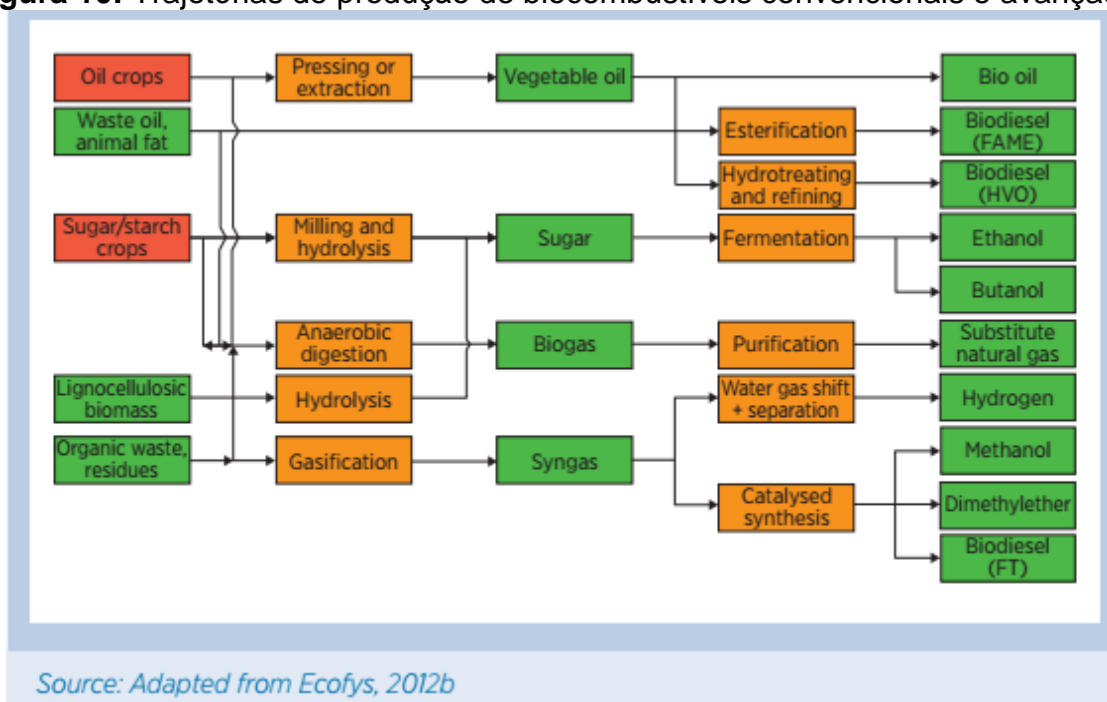 gura 10. Trajetórias de produção de biocombustíveis convencionais e avança
Oil crops
Pressing or
extraction
Vegetable oil
Bio oil
Waste oil,
animal fat
Esterification
Biodiesel
(FAME)
Hydrotreating
and refining
Biodiesel
(HVO)
Sugar/starch
crops
Milling and
hydrolysis
Sugar
Fermentation
Ethanol
Butanol
Anaerobic
digestion
Biogas
Purification
Substitute
natural gas
Lignocellulosic
biomass
Hydrolysis
Water gas shift
+ separation
Hydrogen
Organic waste,
residues
Gasification
Syngas
Methanol
Catalysed
synthesis
Dimethylether
Biodiesel
(FT)
Source: Adapted from Ecofys, 2012b